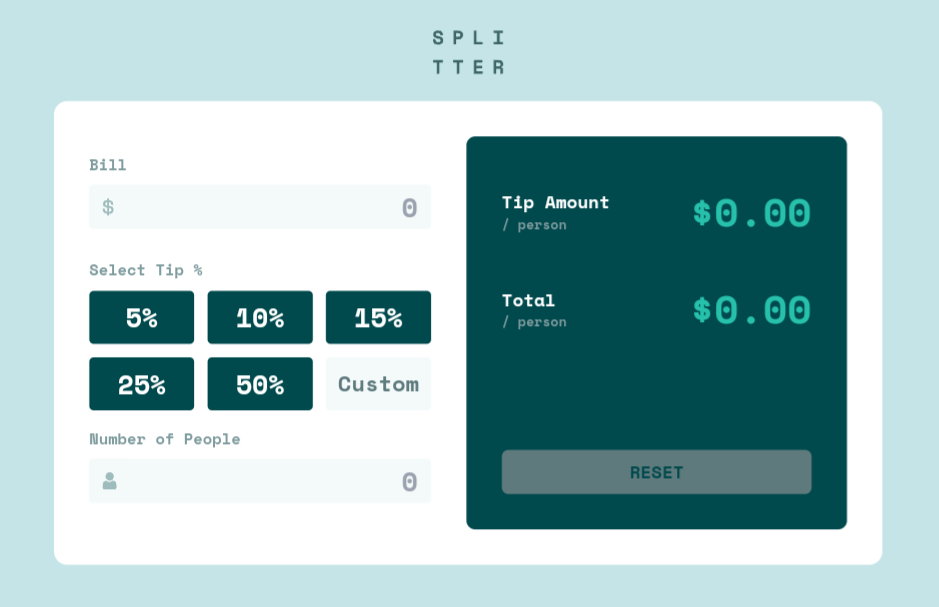 SPLI
TTER
Bill
$ 0
Select Tip %
5% 10% 15%
25% 50% Custom
Number of People
0
Tip Amount
/ person
$0.00
Total
/ person
$0.00
RESET